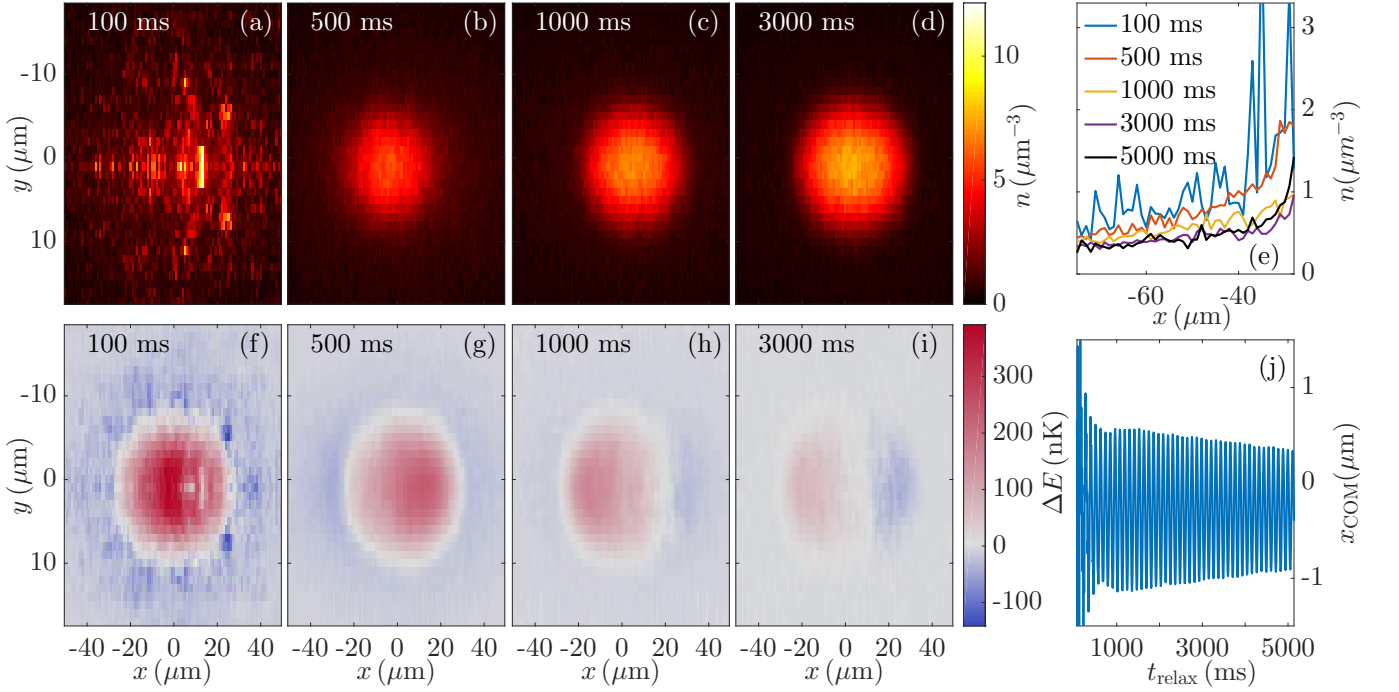 100 ms (a)
500 ms (b)
1000 ms (c)
3000 ms (d)
-10
0
10
y (μm)
10
5
0
n (μm⁻³)
100 ms
500 ms
1000 ms
3000 ms
5000 ms
(e)
3
2
1
0
n(μm⁻³)
-60 -40
x (μm)
100 ms (f)
500 ms (g)
1000 ms (h)
3000 ms (i)
-10
0
10
y (μm)
-40 -20 0 20 40
x (μm)
-40 -20 0 20 40
x (μm)
-40 -20 0 20 40
x (μm)
-40 -20 0 20 40
x (μm)
300
200
100
0
-100
ΔE (nK)
(j)
1
0
-1
x_COM(μm)
1000 3000 5000
t_relax (ms)